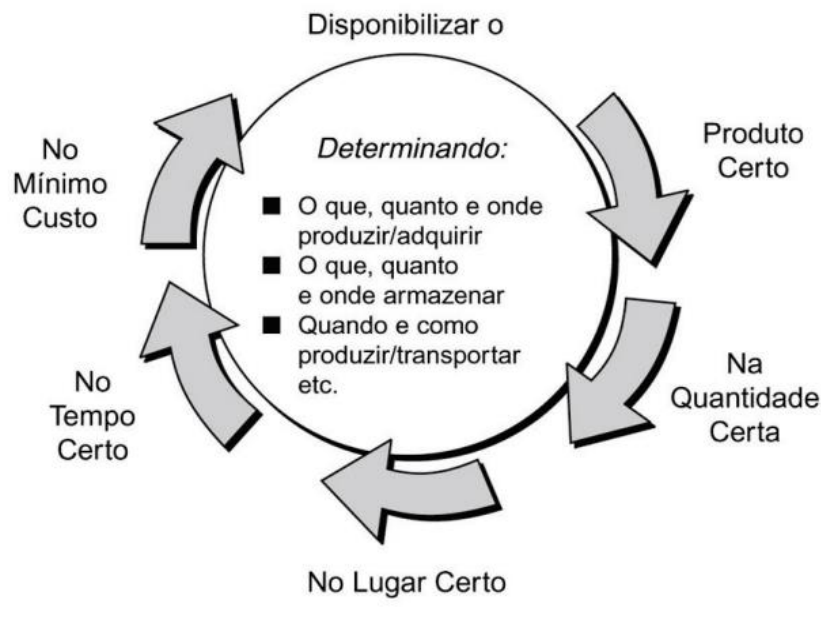 Disponibilizar o
Produto
Certo
Na
Quantidade
Certa
No Lugar Certo
No
Tempo
Certo
No
Mínimo
Custo
Determinando:
■ O que, quanto e onde
produzir/adquirir
■ O que, quanto
e onde armazenar
■ Quando e como
produzir/transportar
etc.